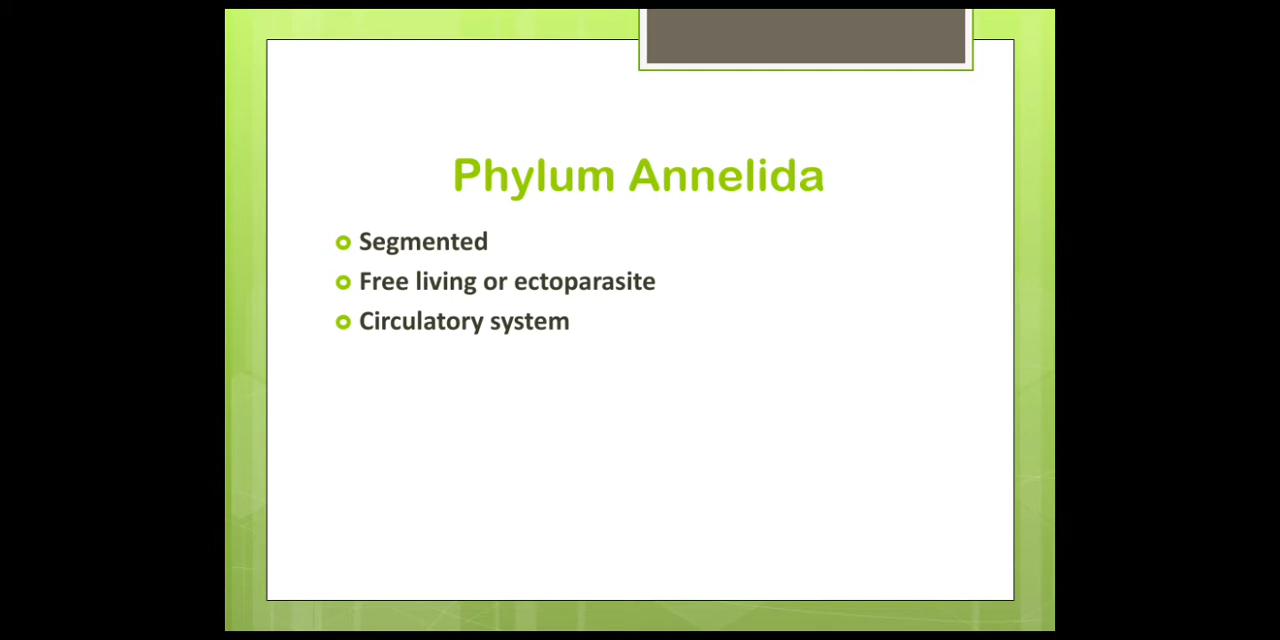 Phylum Annelida
Segmented
Free living or ectoparasite
Circulatory system